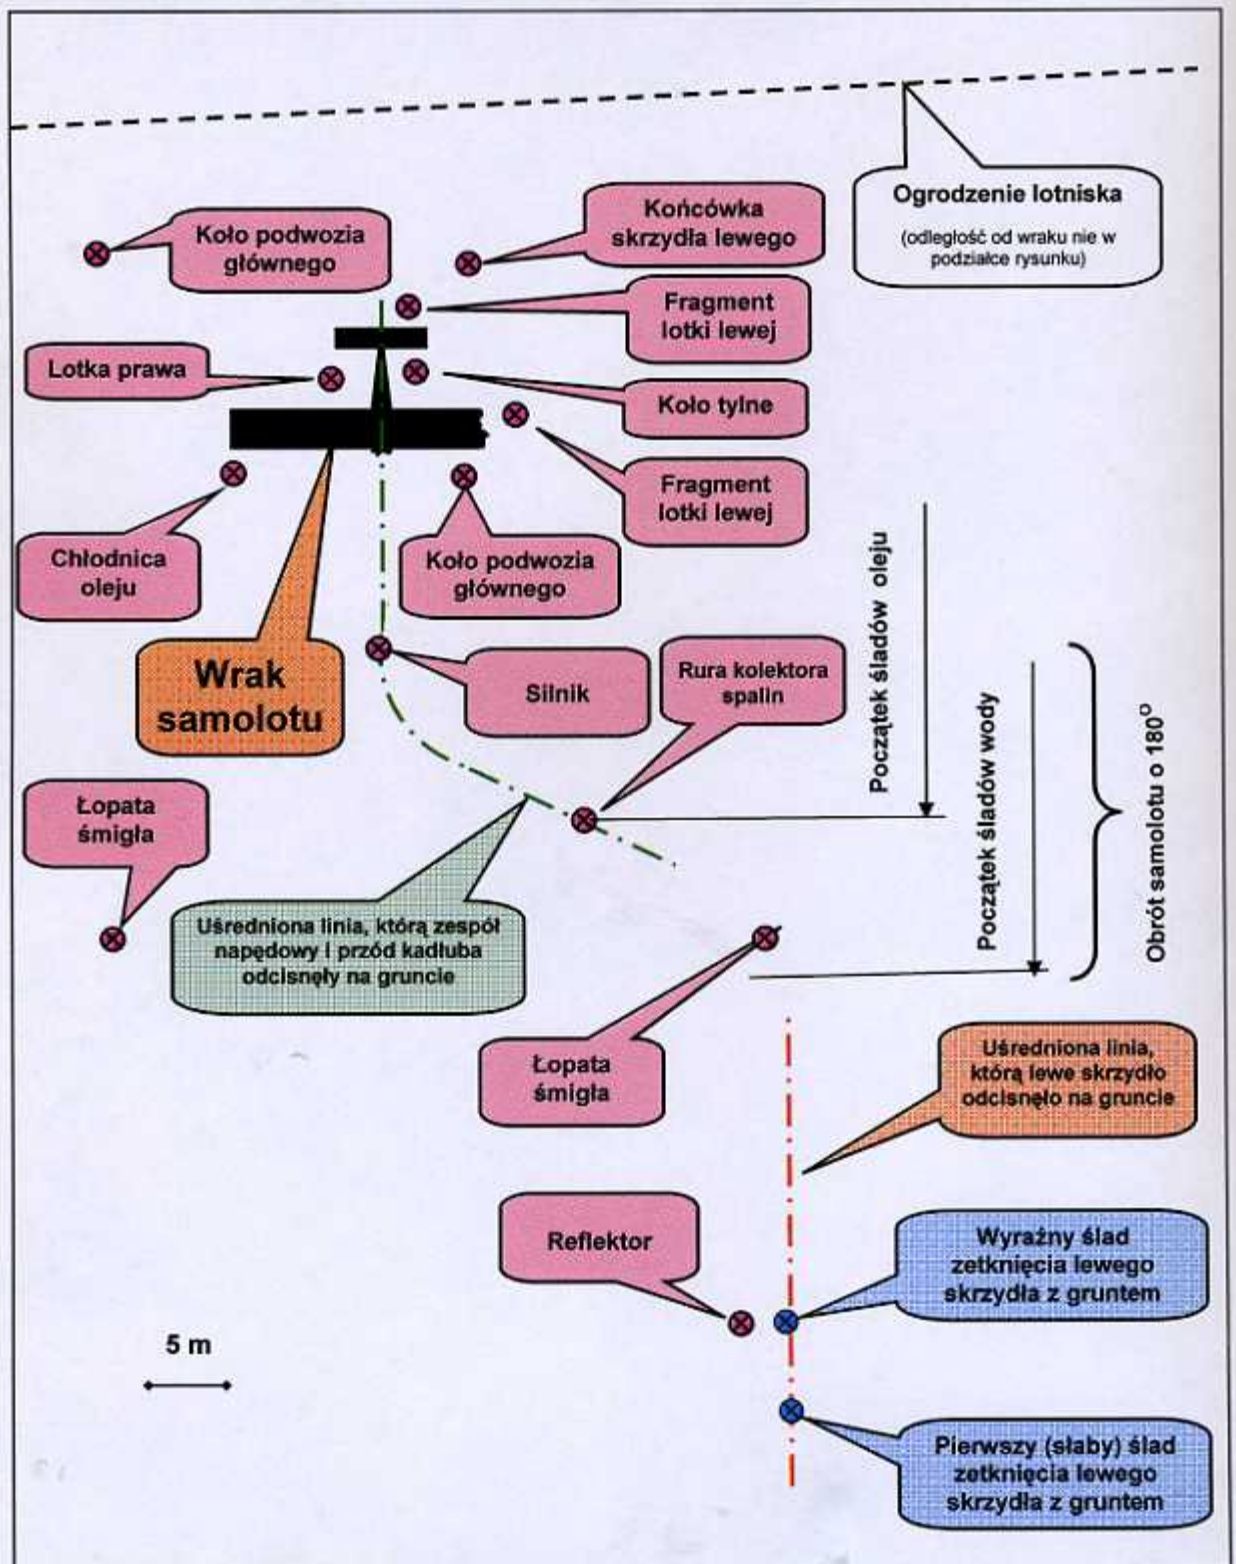 Ogrodzenie lotniska
(odległość od wraku nie w
podziałce rysunku)
Koło podwozia
głównego
Końcówka
skrzydła lewego
Fragment
lotki lewej
Lotka prawa
Koło tylne
Fragment
lotki lewej
Chłodnica
oleju
Koło podwozia
głównego
Wrak
samolotu
Silnik
Rura kolektora
spalin
Początek śladów oleju
Początek śladów wody
Obrót samolotu o 180°
Łopata
śmigła
Uśredniona linia, którą zespół
napędowy i przód kadłuba
odcisnęły na gruncie
Łopata
śmigła
Uśredniona linia,
którą lewe skrzydło
odcisnęło na gruncie
Reflektor
Wyraźny ślad
zetknięcia lewego
skrzydła z gruntem
5 m
Pierwszy (słaby) ślad
zetknięcia lewego
skrzydła z gruntem